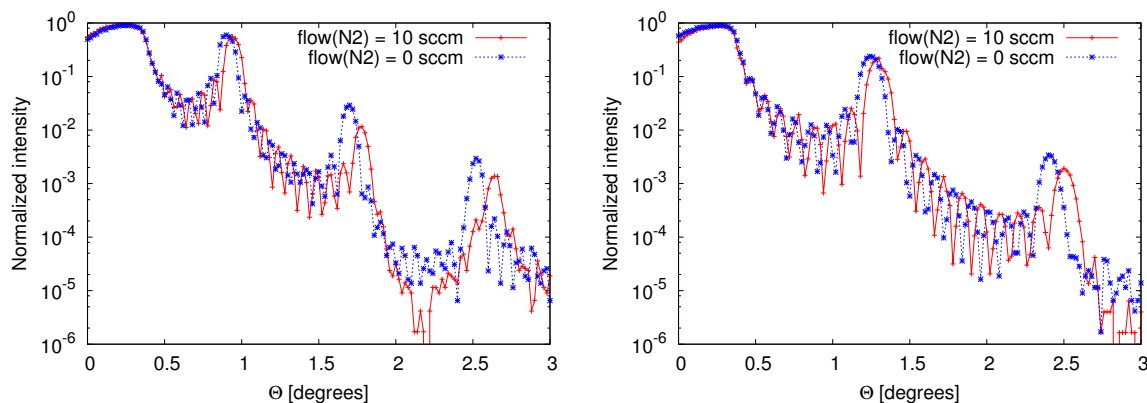 Normalized intensity
10^0
10^-1
10^-2
10^-3
10^-4
10^-5
10^-6
flow(N2) = 10 sccm
flow(N2) = 0 sccm
0 0.5 1 1.5 2 2.5 3
Θ [degrees]
Normalized intensity
10^0
10^-1
10^-2
10^-3
10^-4
10^-5
10^-6
flow(N2) = 10 sccm
flow(N2) = 0 sccm
0 0.5 1 1.5 2 2.5 3
Θ [degrees]